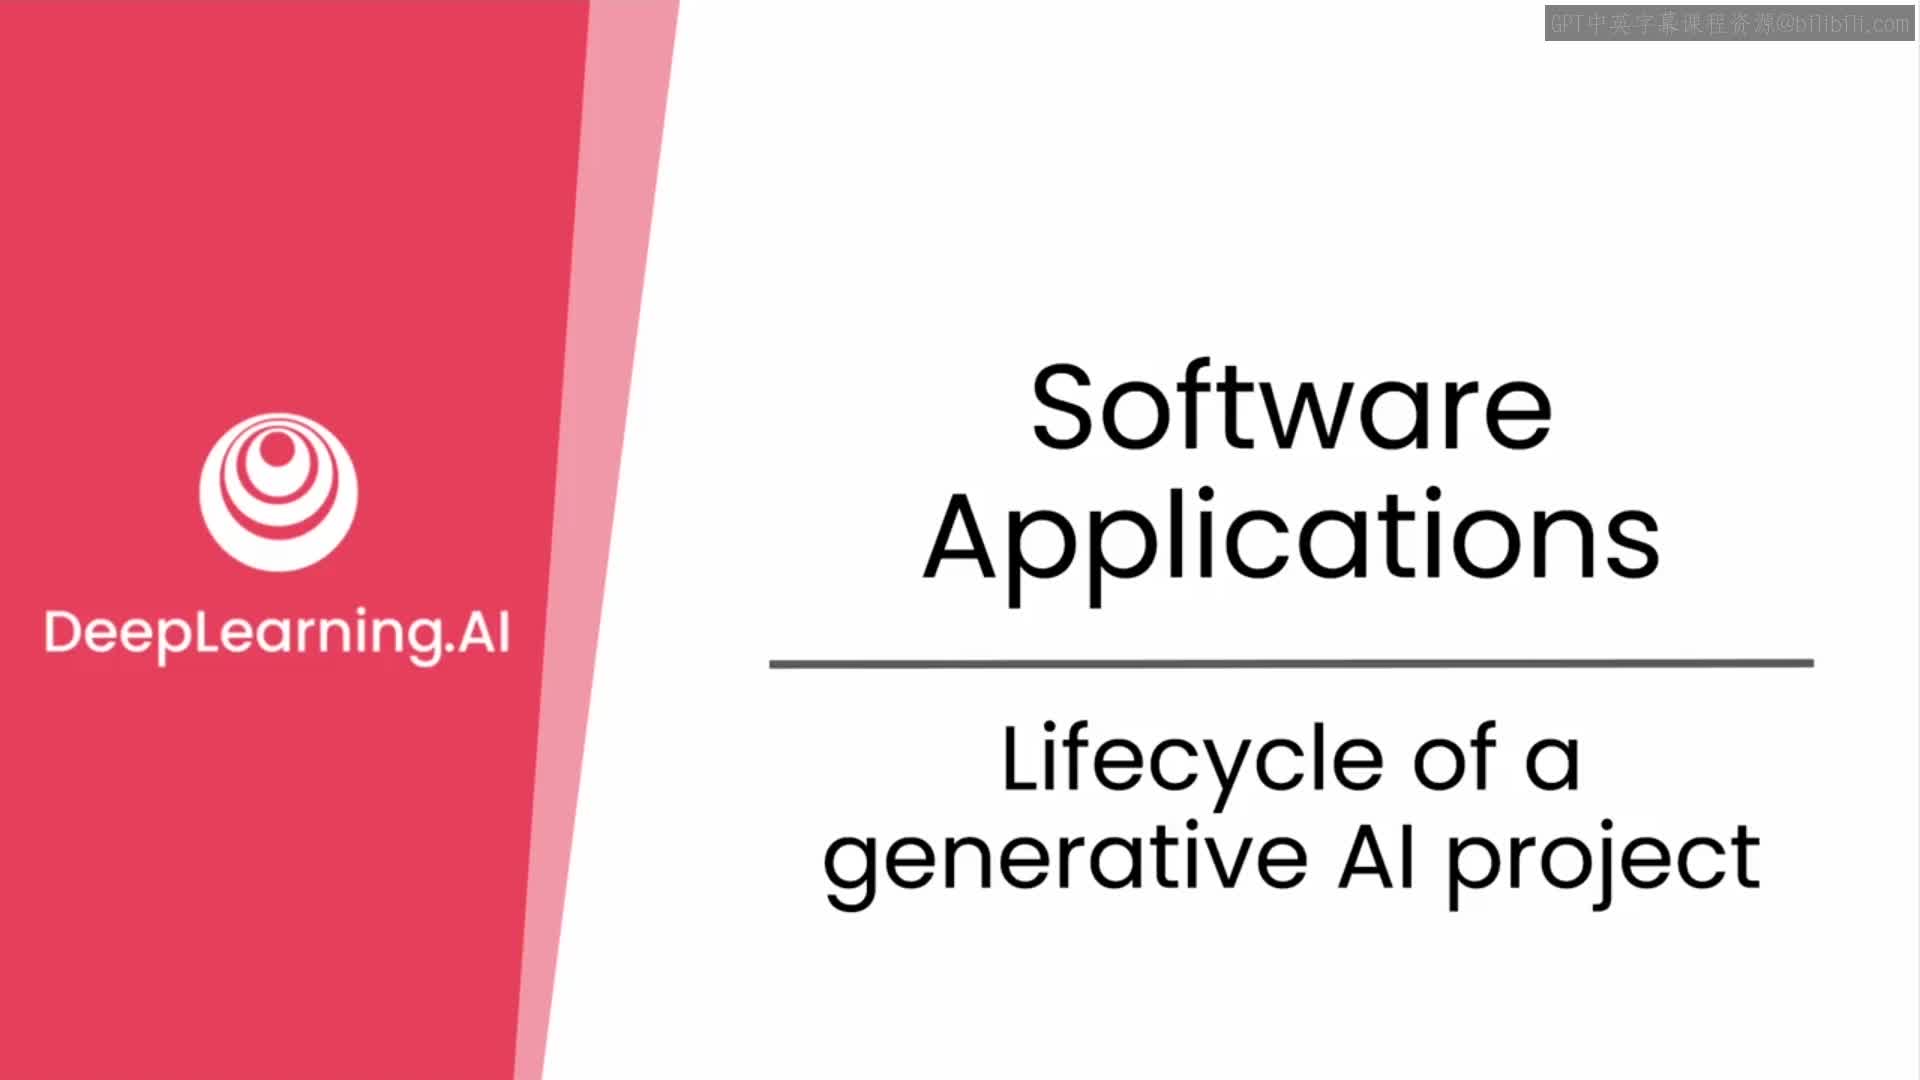 GPT中英字幕课程资源@bilibili.com
Software
Applications
DeepLearning.AI
Lifecycle of a
generative AI project